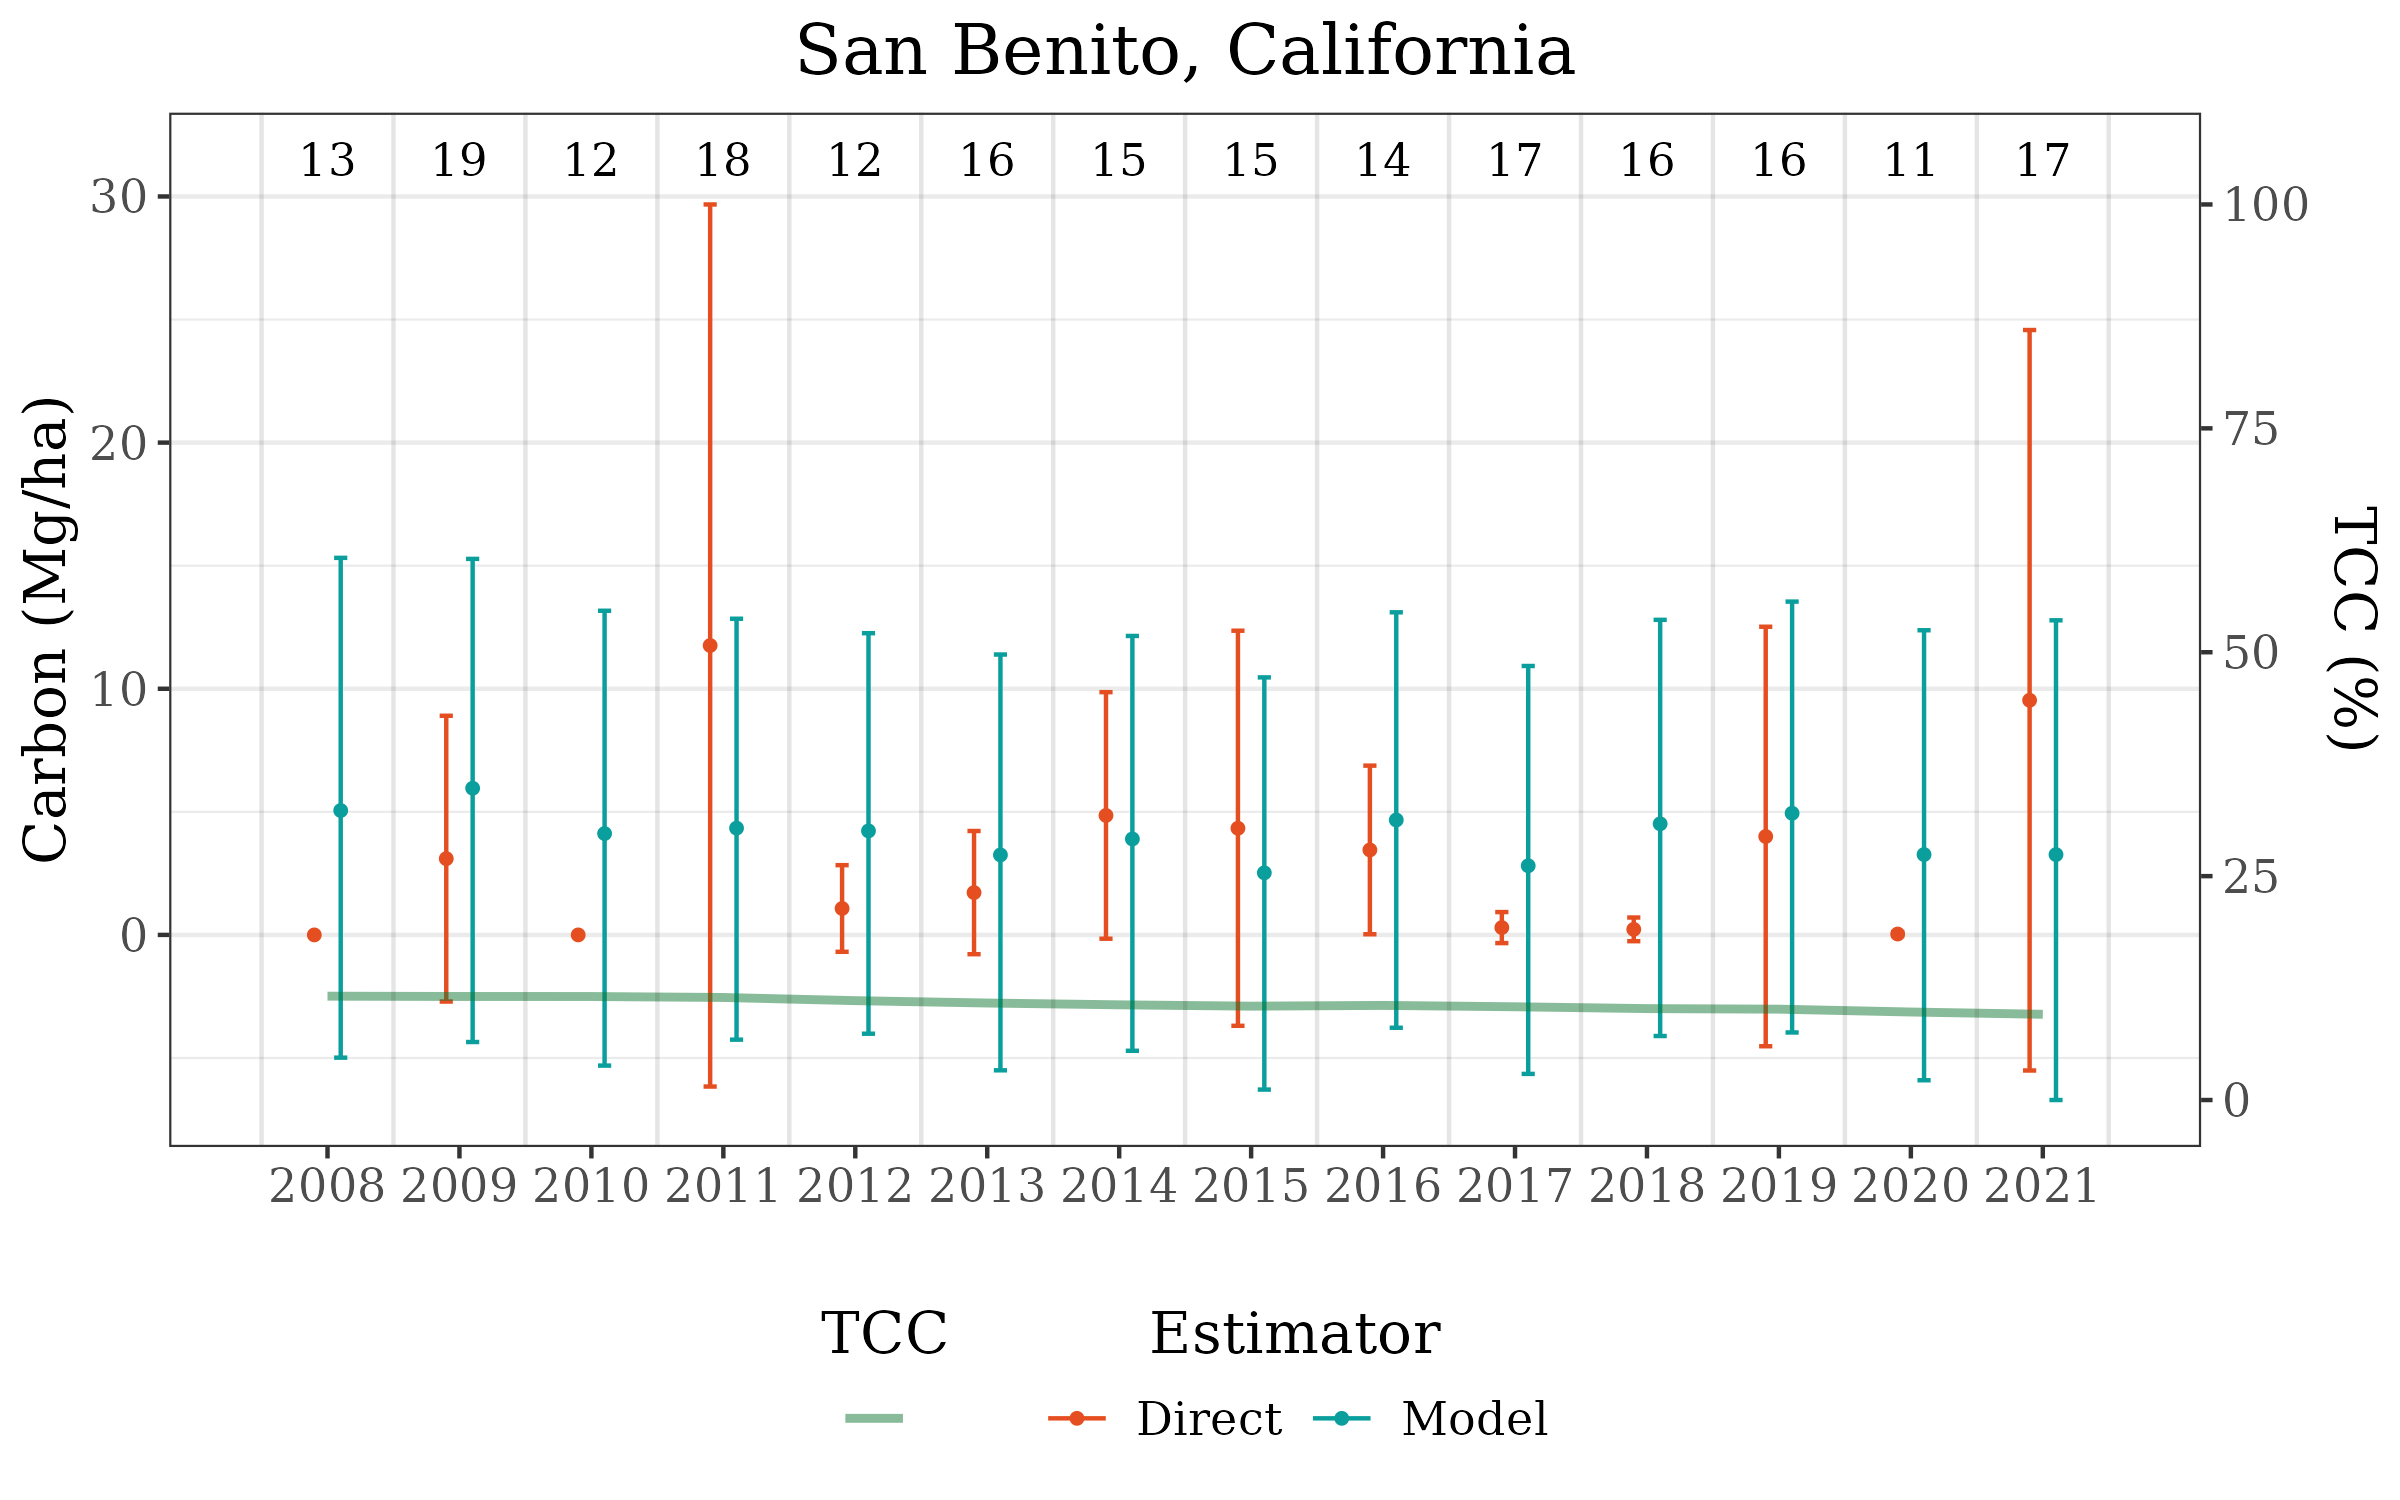 San Benito, California
13 19 12 18 12 16 15 15 14 17 16 16 11 17
30
20
10
0
Carbon (Mg/ha)
100
75
50
25
0
TCC (%)
2008 2009 2010 2011 2012 2013 2014 2015 2016 2017 2018 2019 2020 2021
TCC
Estimator
Direct
Model